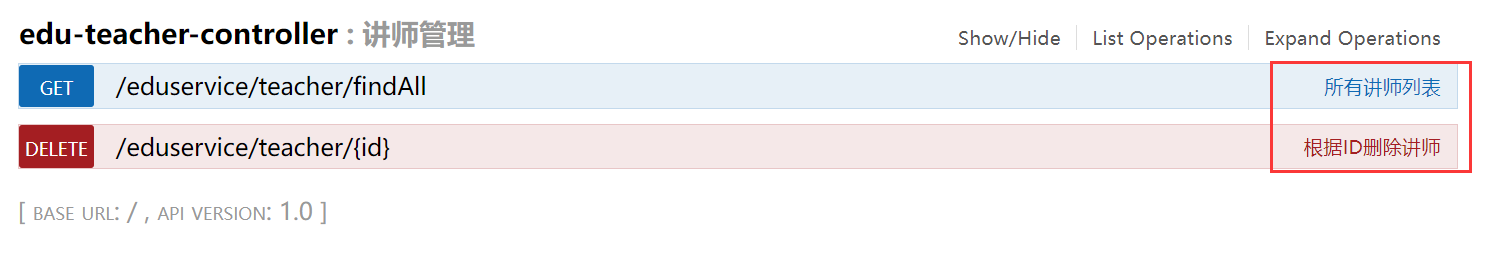 edu-teacher-controller : 讲师管理
Show/Hide List Operations Expand Operations
GET /eduservice/teacher/findAll 所有讲师列表
DELETE /eduservice/teacher/{id} 根据ID删除讲师
[ BASE URL: / , API VERSION: 1.0 ]